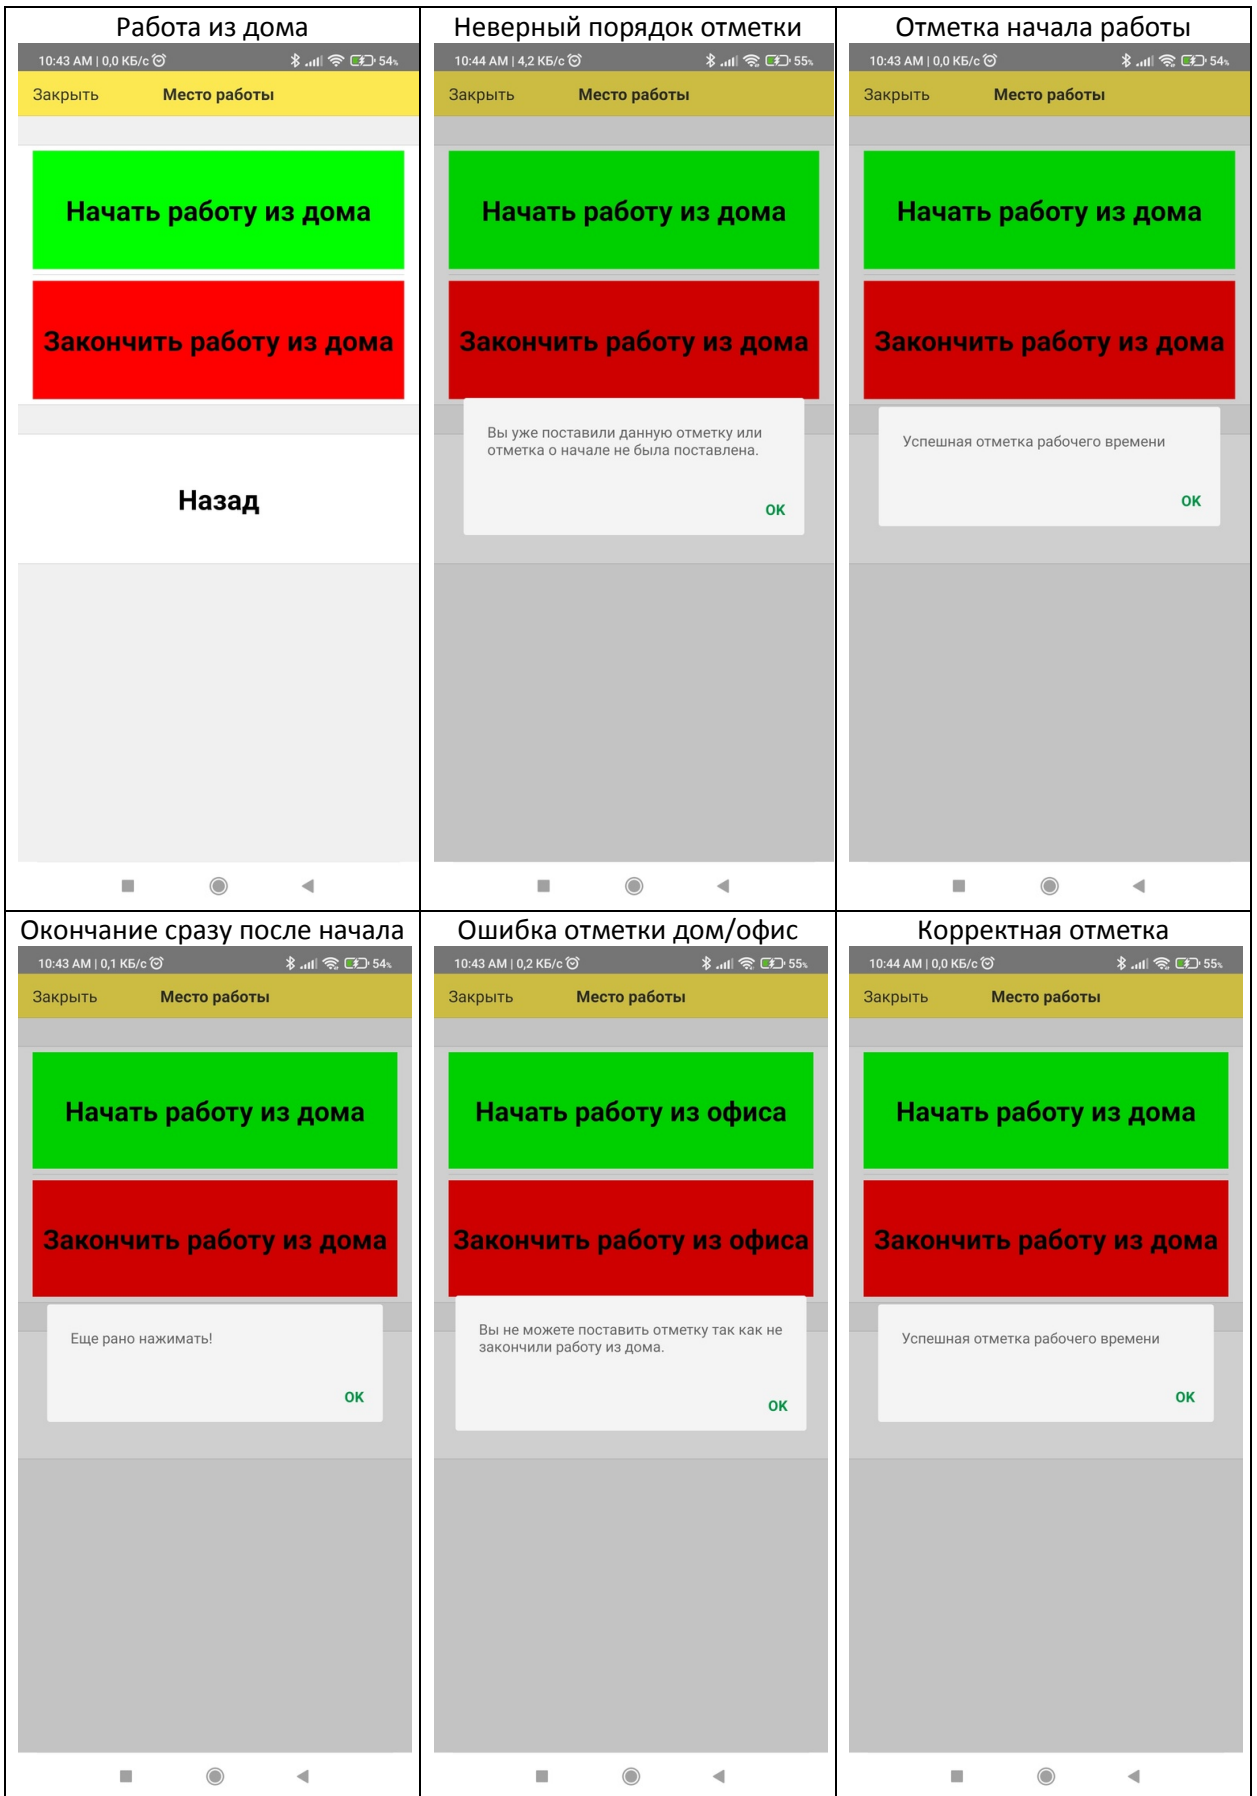 Работа из дома
10:43 AM | 0,0 КБ/с
54%
Закрыть Место работы
Начать работу из дома
Закончить работу из дома
Назад
Неверный порядок отметки
10:44 AM | 4,2 КБ/с
55%
Закрыть Место работы
Начать работу из дома
Закончить работу из дома
Вы уже поставили данную отметку или
отметка о начале не была поставлена.
OK
Отметка начала работы
10:43 AM | 0,0 КБ/с
54%
Закрыть Место работы
Начать работу из дома
Закончить работу из дома
Успешная отметка рабочего времени
OK
Окончание сразу после начала
10:43 AM | 0,1 КБ/с
54%
Закрыть Место работы
Начать работу из дома
Закончить работу из дома
Еще рано нажимать!
OK
Ошибка отметки дом/офис
10:43 AM | 0,2 КБ/с
55%
Закрыть Место работы
Начать работу из офиса
Закончить работу из офиса
Вы не можете поставить отметку так как не
закончили работу из дома.
OK
Корректная отметка
10:44 AM | 0,0 КБ/с
55%
Закрыть Место работы
Начать работу из дома
Закончить работу из дома
Успешная отметка рабочего времени
OK